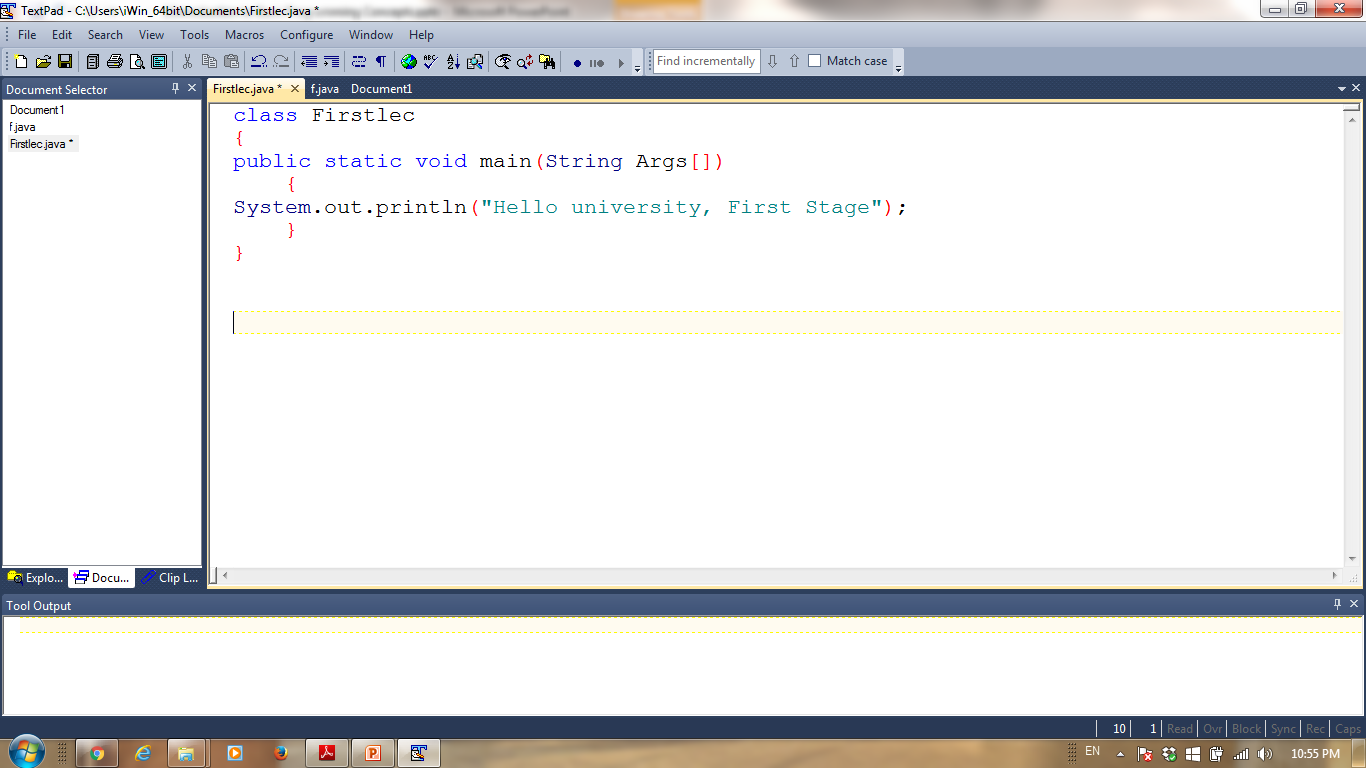 TextPad - C:\Users\iWin_64bit\Documents\Firstlec.java *
File Edit Search View Tools Macros Configure Window Help
Find incrementally Match case
Document Selector
Document1
f.java
Firstlec.java *
Firstlec.java * f.java Document1
class Firstlec
{
public static void main(String Args[])
{
System.out.println("Hello university, First Stage");
}
}
Explo... Docu... Clip L...
Tool Output
10 1 Read Ovr Block Sync Rec Caps
EN 10:55 PM